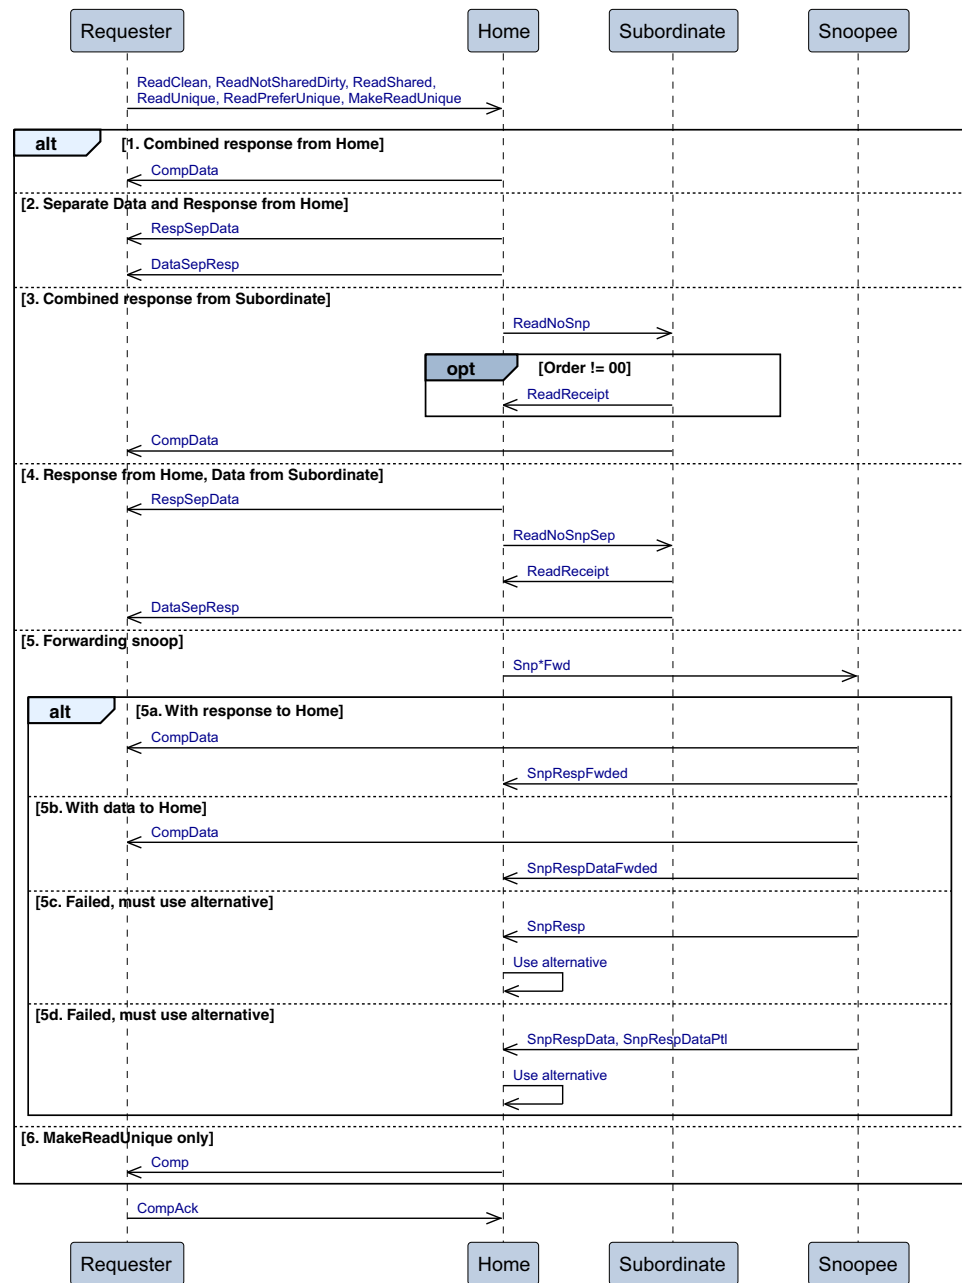 Requester Home Subordinate Snoopee
ReadClean, ReadNotSharedDirty, ReadShared,
ReadUnique, ReadPreferUnique, MakeReadUnique
alt [1. Combined response from Home]
CompData
[2. Separate Data and Response from Home]
RespSepData
DataSepResp
[3. Combined response from Subordinate]
ReadNoSnp
opt [Order != 00]
ReadReceipt
CompData
[4. Response from Home, Data from Subordinate]
RespSepData
ReadNoSnpSep
ReadReceipt
DataSepResp
[5. Forwarding snoop]
Snp*Fwd
alt [5a. With response to Home]
CompData
SnpRespFwded
[5b. With data to Home]
CompData
SnpRespDataFwded
[5c. Failed, must use alternative]
SnpResp
Use alternative
[5d. Failed, must use alternative]
SnpRespData, SnpRespDataPtl
Use alternative
[6. MakeReadUnique only]
Comp
CompAck
Requester Home Subordinate Snoopee